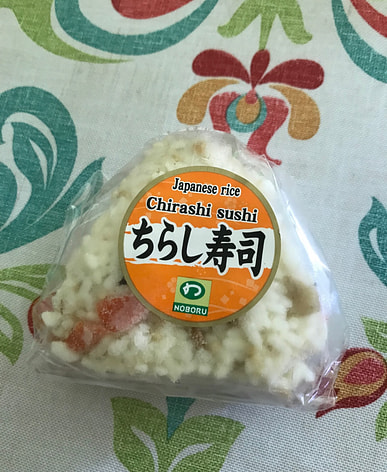 Japanese rice
Chirashi sushi
ちらし寿司
NOBORU